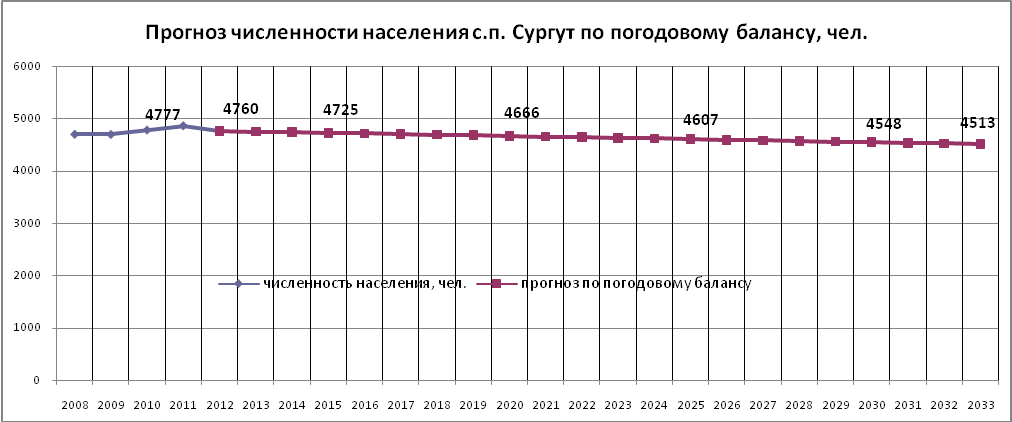 Прогноз численности населения с.п. Сургут по погодовому балансу, чел.
6000
5000
4000
3000
2000
1000
0
4777 4760 4725 4666 4607 4548 4513
численность населения, чел. прогноз по погодовому балансу
2008 2009 2010 2011 2012 2013 2014 2015 2016 2017 2018 2019 2020 2021 2022 2023 2024 2025 2026 2027 2028 2029 2030 2031 2032 2033